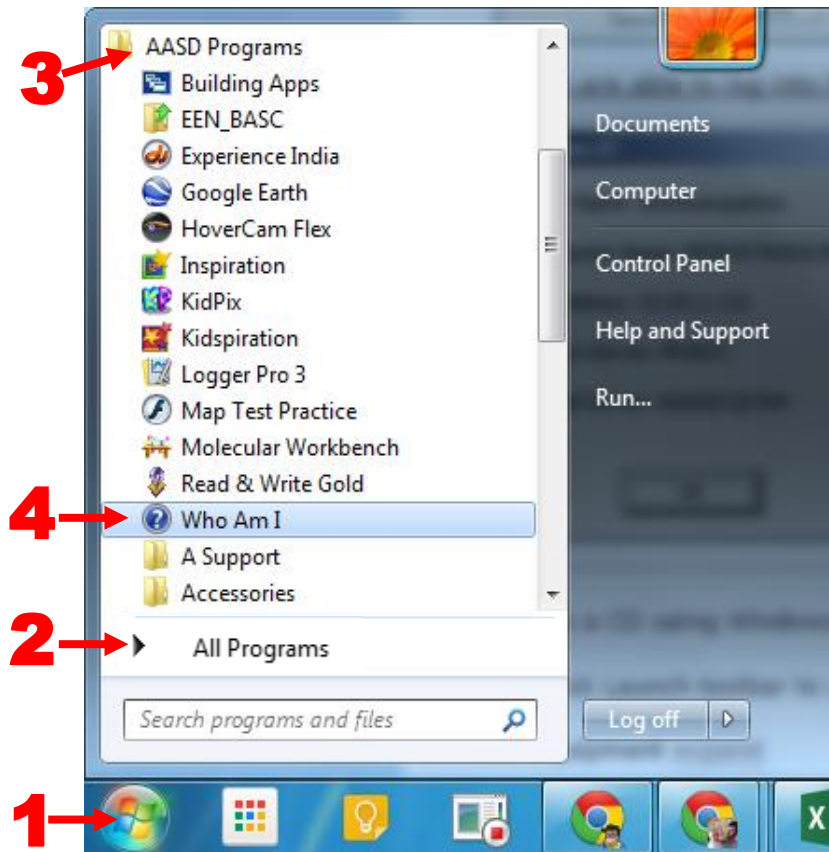 3
AASD Programs
Building Apps
EEN_BASC
Experience India
Google Earth
HoverCam Flex
Inspiration
KidPix
Kidspiration
Logger Pro 3
Map Test Practice
Molecular Workbench
Read & Write Gold
4
Who Am I
A Support
Accessories
2
All Programs
Search programs and files
1
Documents
Computer
Control Panel
Help and Support
Run...
Log off
X